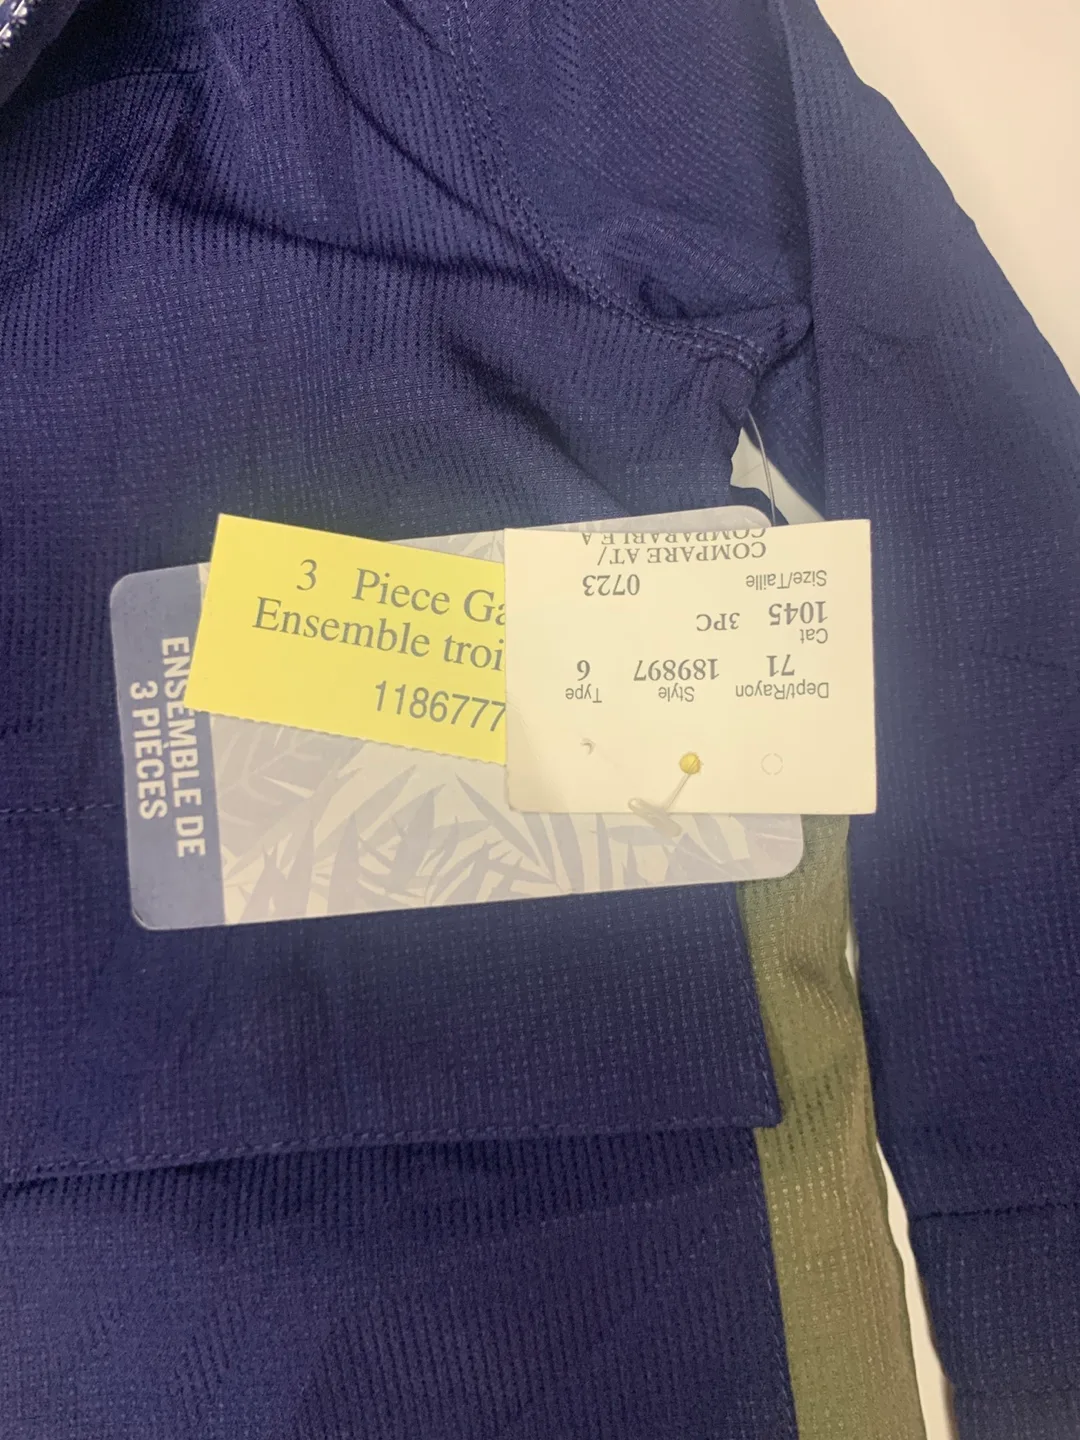 3 Piece Ga
Ensemble troi
1186777
ENSEMBLE DE
3 PIÈCES
Dept/Rayon Style Type
71 189897 6
Cat
1045 3PC
Size/Taille 0723
COMPARE AT /
COMPARABLE A